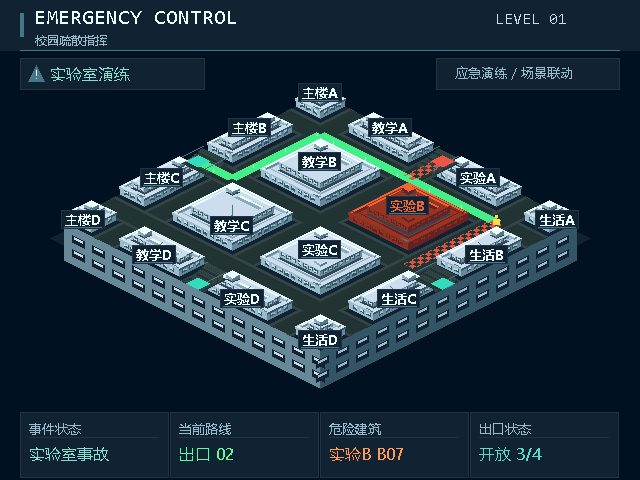 EMERGENCY CONTROL
LEVEL 01
校园疏散指挥
实验室演练
应急演练 / 场景联动
主楼A
主楼B
教学A
教学B
主楼C
实验A
实验B
主楼D
教学C
生活A
教学D
实验C
生活B
实验D
生活C
生活D
事件状态
实验室事故
当前路线
出口 02
危险建筑
实验B B07
出口状态
开放 3/4